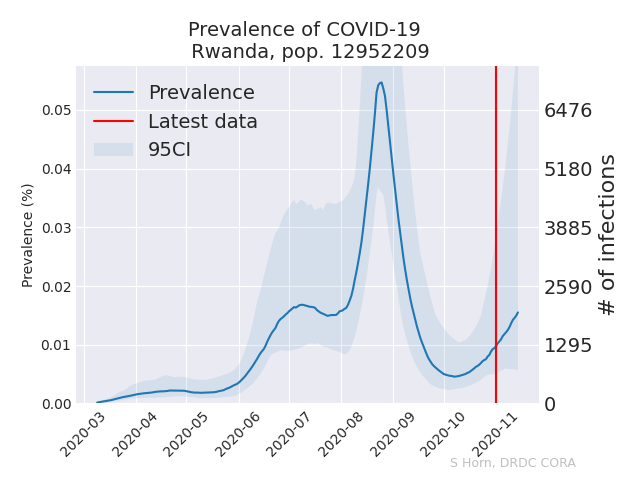 Prevalence of COVID-19
Rwanda, pop. 12952209
Prevalence
Latest data
95CI
0.05
0.04
0.03
0.02
0.01
0.00
Prevalence (%)
6476
5180
3885
2590
1295
0
# of infections
2020-03
2020-04
2020-05
2020-06
2020-07
2020-08
2020-09
2020-10
2020-11
S Horn, DRDC CORA